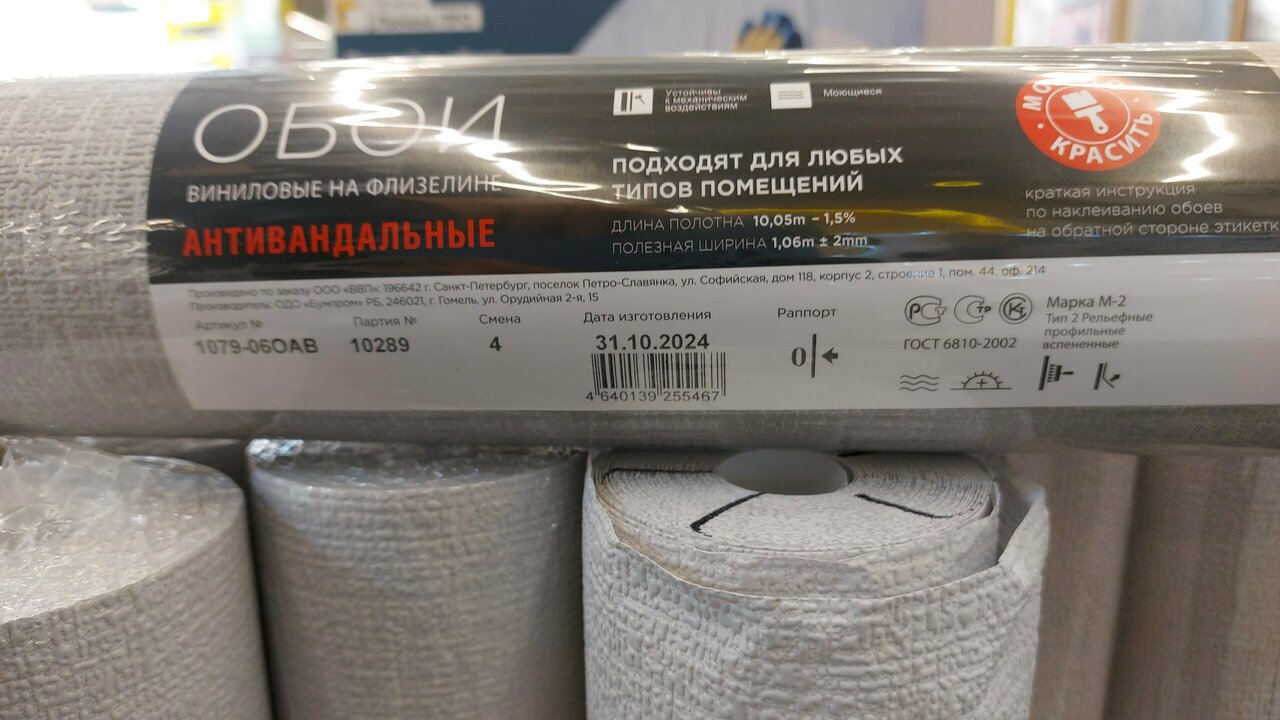 ОБОИ
ВИНИЛОВЫЕ НА ФЛИЗЕЛИНЕ
АНТИВАНДАЛЬНЫЕ
Устойчивы
к механическим
воздействиям
Моющиеся
ПОДХОДЯТ ДЛЯ ЛЮБЫХ
ТИПОВ ПОМЕЩЕНИЙ
ДЛИНА ПОЛОТНА 10,05m – 1,5%
ПОЛЕЗНАЯ ШИРИНА 1,06m ± 2mm
КРАСИТЬ
краткая инструкция
по наклеиванию обоев
на обратной стороне
Произведено по заказу ООО «ВВП»: 196642 г. Санкт-Петербург, поселок Петро-Славянка, ул. Софийская, дом 118, корпус 2, строение 1, пом. 44, оф. 214
Производитель: ОДО «Бумпром» РБ, 246021, г. Гомель, ул. Орудийная 2-я, 15
Артикул №
1079-06ОАВ
Партия №
10289
Смена
4
Дата изготовления
31.10.2024
4 640139 255467
Раппорт
0
РСТ
СТР
ГОСТ 6810-2002
Марка М-2
Тип 2 Рельефные
профильные
вспененные